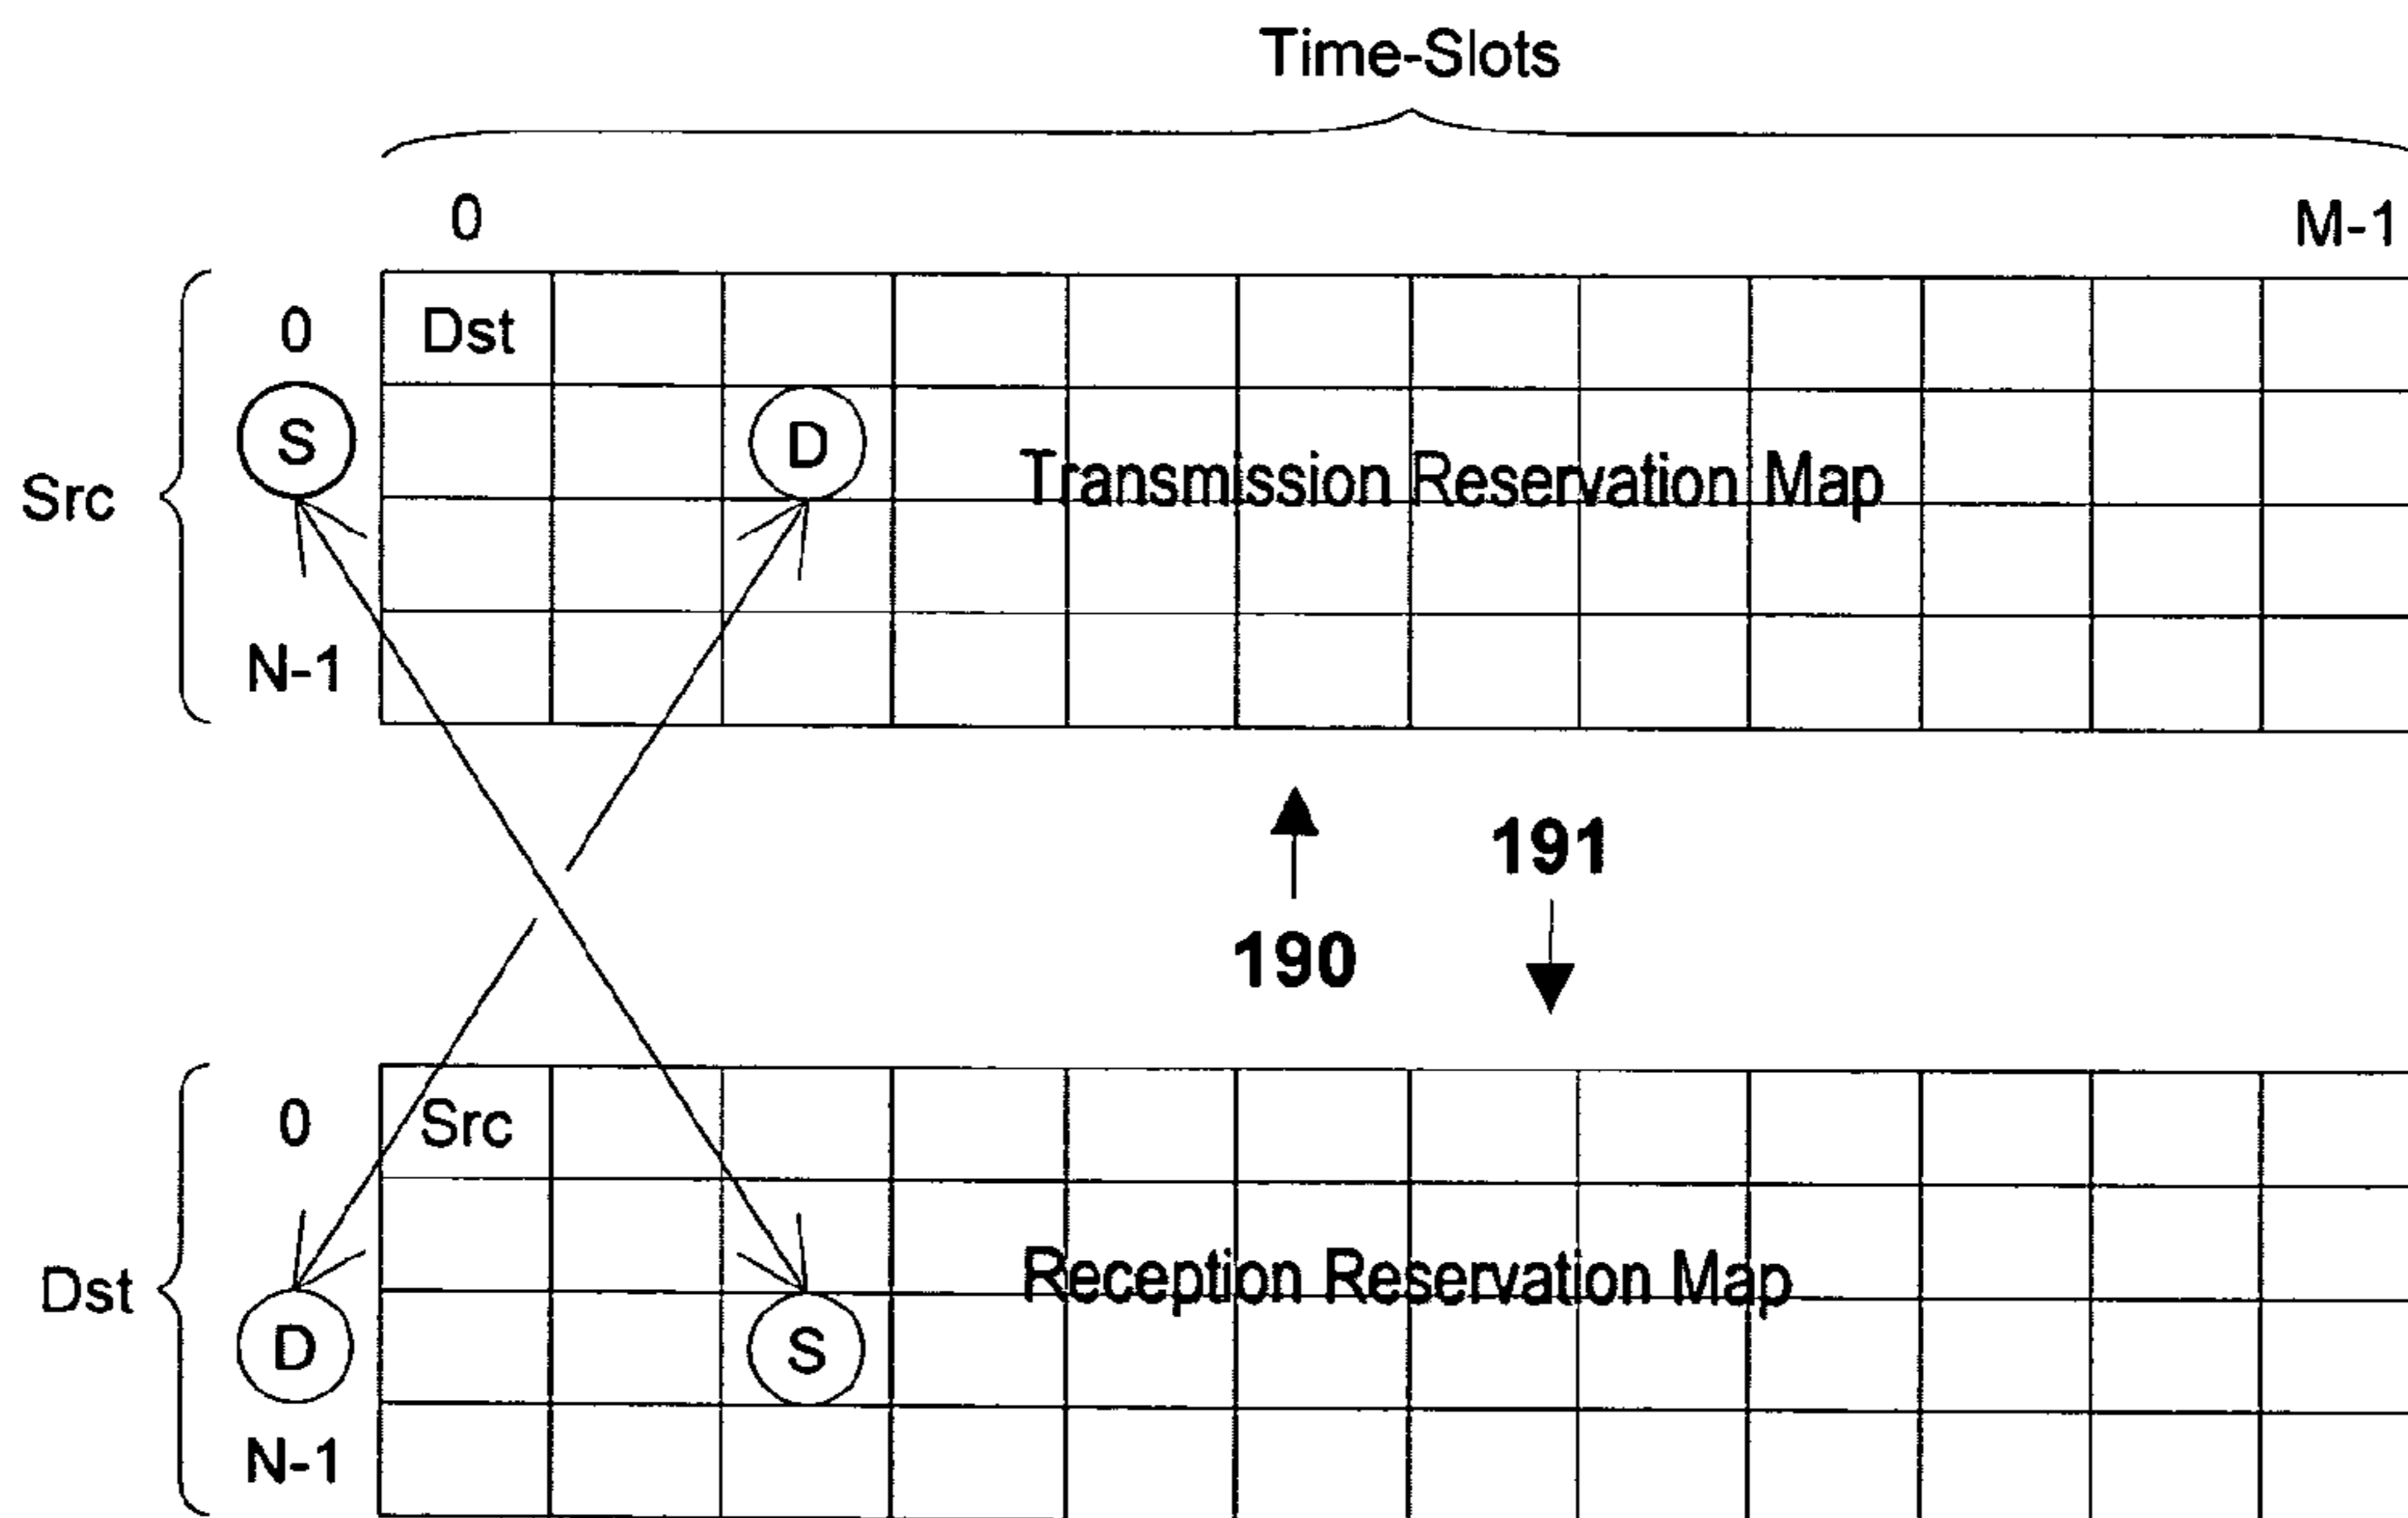 Time-Slots
0 M-1
0 Dst
S D
Src
Transmission Reservation Map
N-1
191
190
0 Src
Reception Reservation Map
Dst
D S
N-1